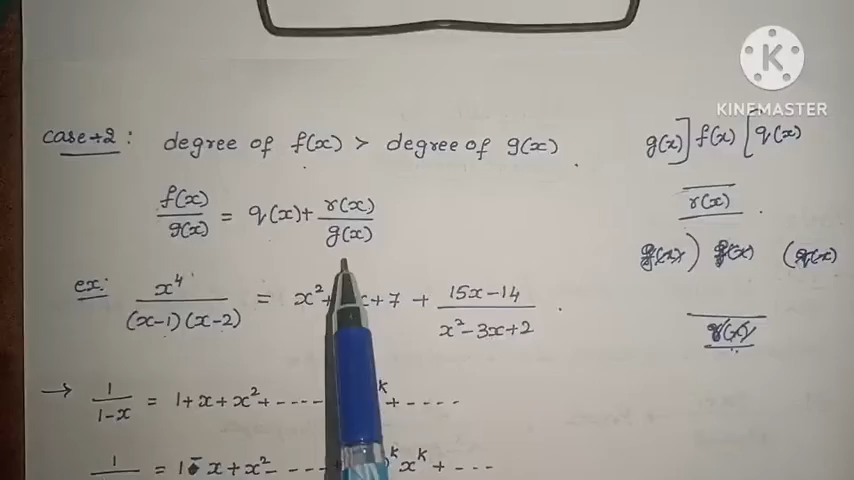 KINEMASTER
case→2: degree of f(x) > degree of g(x) .
g(x)] f(x) [q(x)
r(x) .
f(x)/g(x) = q(x) + r(x)/g(x)
g(x)) f(x) (q(x)
r(x)
ex: x⁴/(x-1)(x-2) = x²+ x+7 + 15x-14/x²-3x+2 .
→ 1/1-x = 1+x+x²+---- k + ----
1 = 1 - x+x²- ---- k x^k + ---